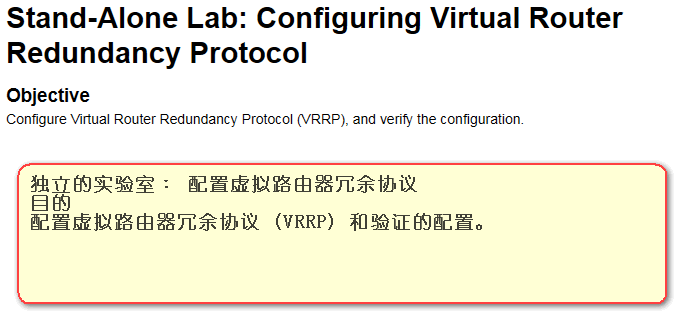 Stand-Alone Lab: Configuring Virtual Router
Redundancy Protocol
Objective
Configure Virtual Router Redundancy Protocol (VRRP), and verify the configuration.
独立的实验室： 配置虚拟路由器冗余协议
目的
配置虚拟路由器冗余协议 (VRRP) 和验证的配置。